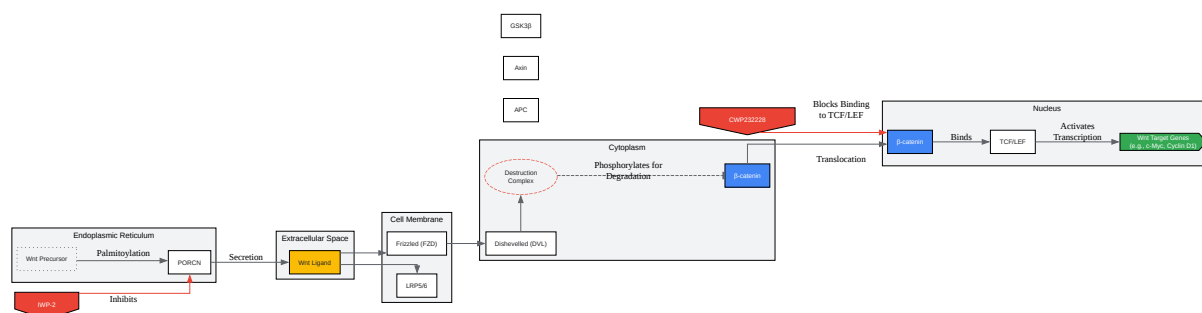 GSK3β
Axin
APC
CWP232228
Blocks Binding
to TCF/LEF
Nucleus
β-catenin
Binds
TCF/LEF
Activates
Transcription
Wnt Target Genes
(e.g., c-Myc, Cyclin D1)
Translocation
Cytoplasm
Destruction
Complex
Phosphorylates for
Degradation
β-catenin
Dishevelled (DVL)
Cell Membrane
Frizzled (FZD)
LRP5/6
Extracellular Space
Wnt Ligand
Secretion
Endoplasmic Reticulum
Wnt Precursor
Palmitoylation
PORCN
IWP-2
Inhibits